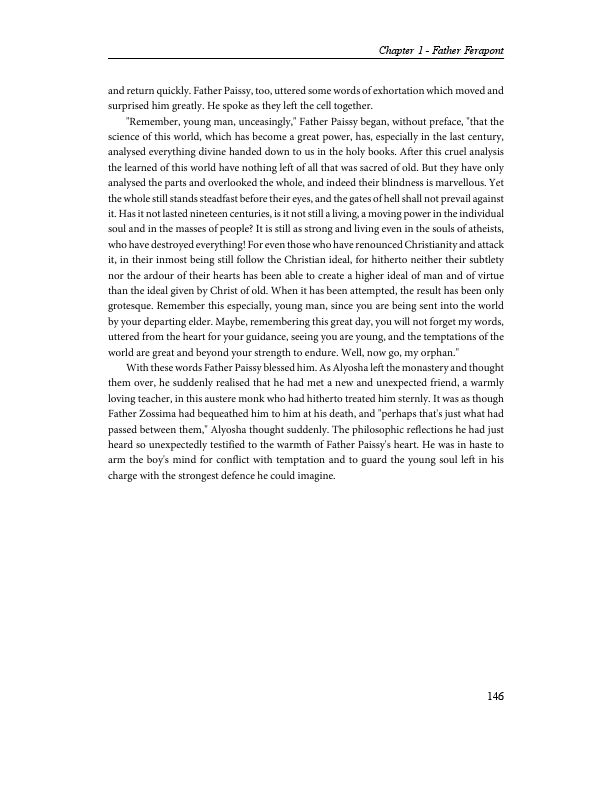 Chapter 1 - Father Ferapont
and return quickly. Father Paissy, too, uttered some words of exhortation which moved and
surprised him greatly. He spoke as they left the cell together.
"Remember, young man, unceasingly," Father Paissy began, without preface, "that the
science of this world, which has become a great power, has, especially in the last century,
analysed everything divine handed down to us in the holy books. After this cruel analysis
the learned of this world have nothing left of all that was sacred of old. But they have only
analysed the parts and overlooked the whole, and indeed their blindness is marvellous. Yet
the whole still stands steadfast before their eyes, and the gates of hell shall not prevail against
it. Has it not lasted nineteen centuries, is it not still a living, a moving power in the individual
soul and in the masses of people? It is still as strong and living even in the souls of atheists,
who have destroyed everything! For even those who have renounced Christianity and attack
it, in their inmost being still follow the Christian ideal, for hitherto neither their subtlety
nor the ardour of their hearts has been able to create a higher ideal of man and of virtue
than the ideal given by Christ of old. When it has been attempted, the result has been only
grotesque. Remember this especially, young man, since you are being sent into the world
by your departing elder. Maybe, remembering this great day, you will not forget my words,
uttered from the heart for your guidance, seeing you are young, and the temptations of the
world are great and beyond your strength to endure. Well, now go, my orphan."
With these words Father Paissy blessed him. As Alyosha left the monastery and thought
them over, he suddenly realised that he had met a new and unexpected friend, a warmly
loving teacher, in this austere monk who had hitherto treated him sternly. It was as though
Father Zossima had bequeathed him to him at his death, and "perhaps that's just what had
passed between them," Alyosha thought suddenly. The philosophic reflections he had just
heard so unexpectedly testified to the warmth of Father Paissy's heart. He was in haste to
arm the boy's mind for conflict with temptation and to guard the young soul left in his
charge with the strongest defence he could imagine.
146